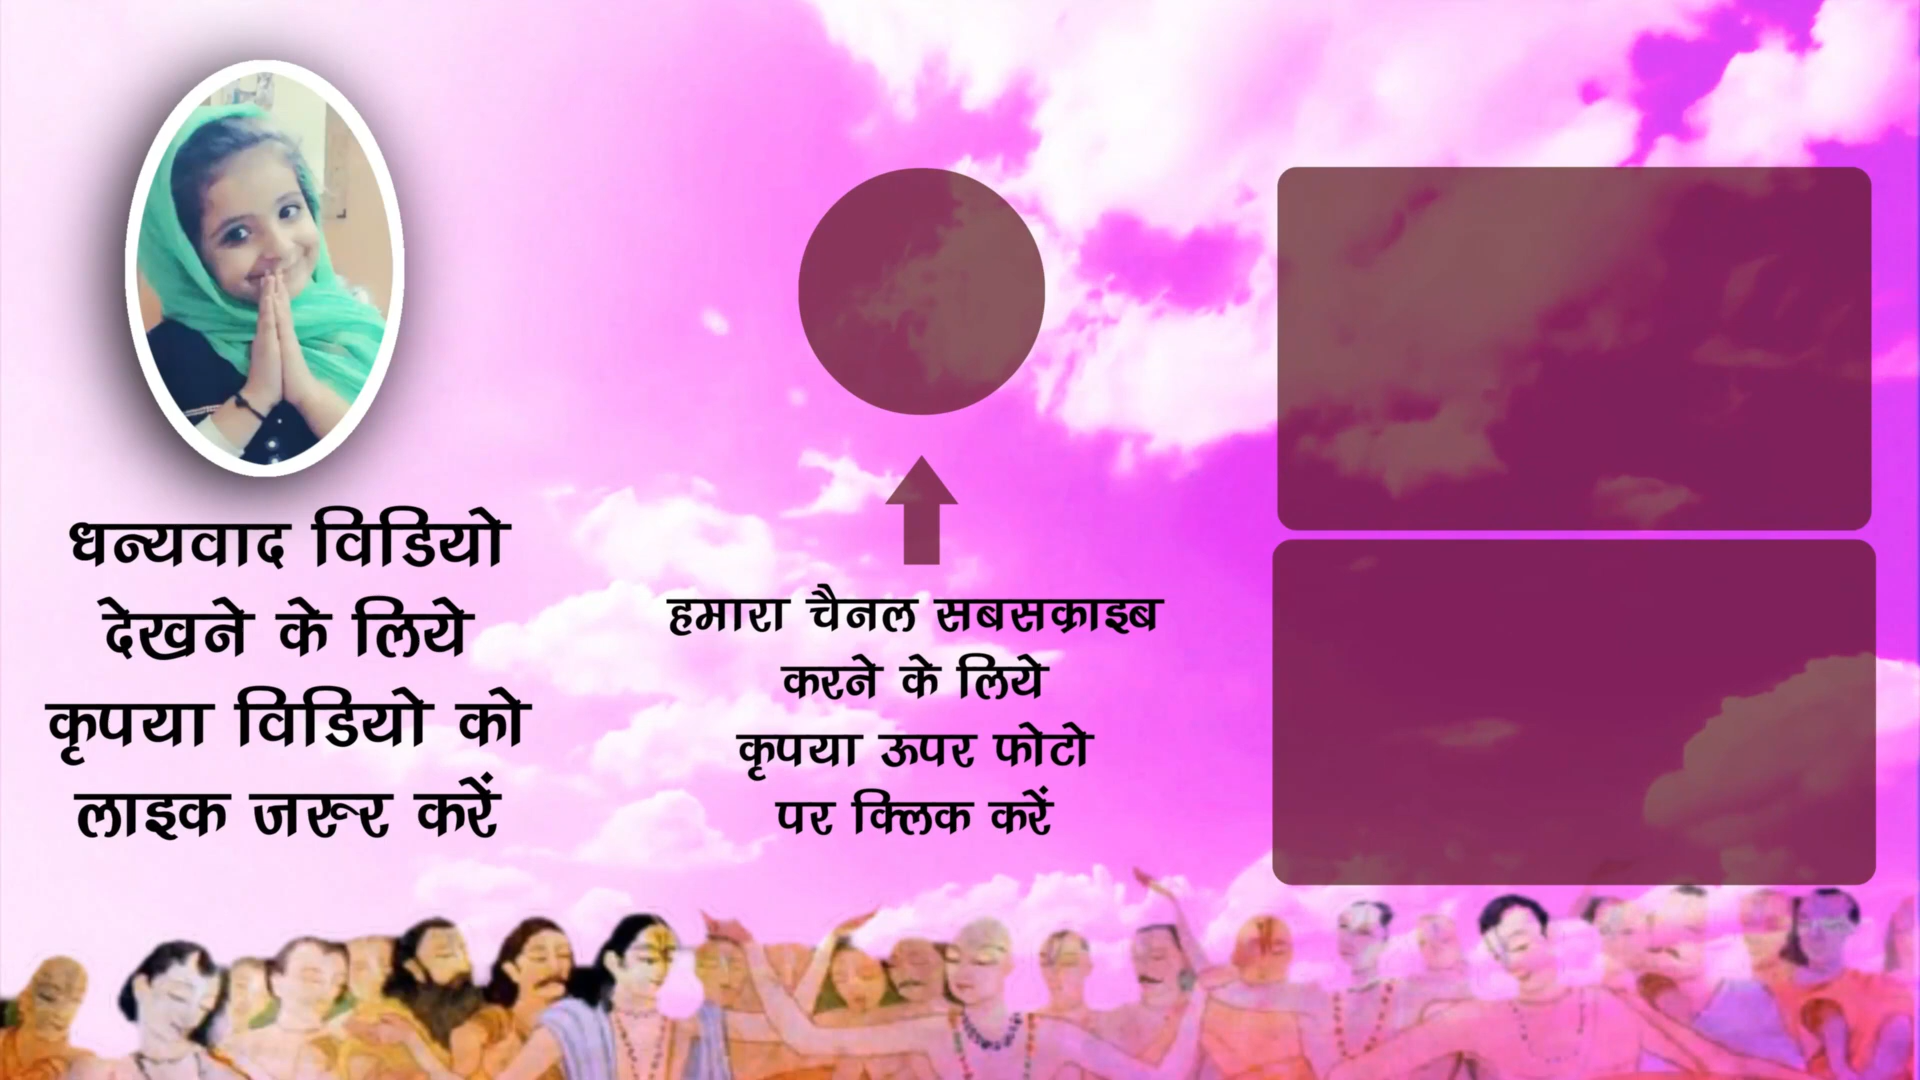 धन्यवाद विडियो
देखने के लिये
कृपया विडियो को
लाइक जरूर करें
हमारा चैनल सबसक्राइब
करने के लिये
कृपया ऊपर फोटो
पर क्लिक करें